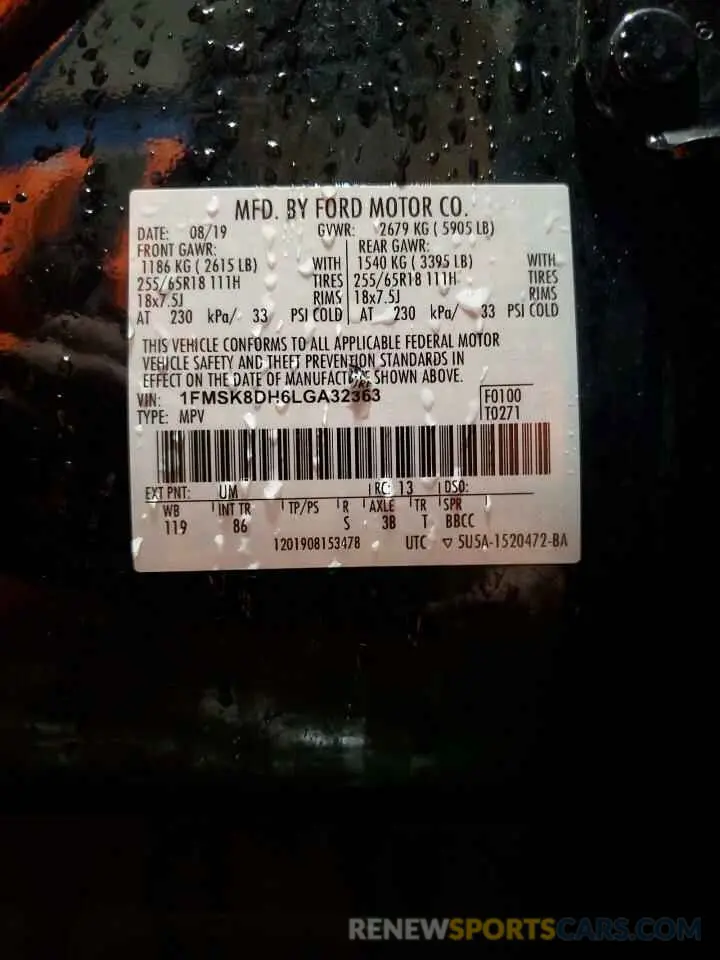 MFD. BY FORD MOTOR CO.
DATE: 08/19 GVWR: 2679 KG ( 5905 LB)
FRONT GAWR: REAR GAWR:
1186 KG ( 2615 LB) WITH 1540 KG ( 3395 LB) WITH
255/65R18 111H TIRES 255/65R18 111H TIRES
18x7.5J RIMS 18x7.5J RIMS
AT 230 kPa/ 33 PSI COLD AT 230 kPa/ 33 PSI COLD
THIS VEHICLE CONFORMS TO ALL APPLICABLE FEDERAL MOTOR
VEHICLE SAFETY AND THEFT PREVENTION STANDARDS IN
EFFECT ON THE DATE OF MANUFACTURE SHOWN ABOVE.
VIN: 1FMSK8DH6LGA32363 F0100
TYPE: MPV T0271
EXT PNT: UM RC: 13 DSO:
WB INT TR TP/PS R AXLE TR SPR
119 86 S 3B T BBCC
1201908153478 UTC ▽ 5U5A-1520472-BA
RENEWSPORTSCARS.COM